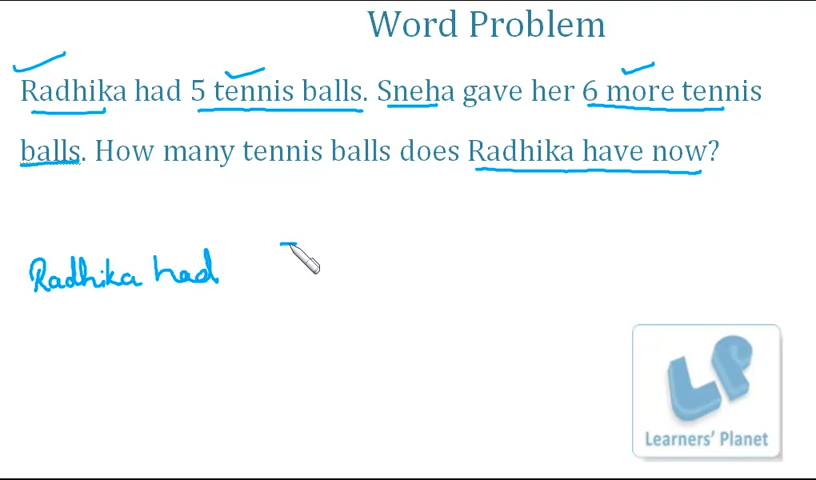 Word Problem
Radhika had 5 tennis balls. Sneha gave her 6 more tennis
balls. How many tennis balls does Radhika have now?
Radhika had
LP
Learners' Planet